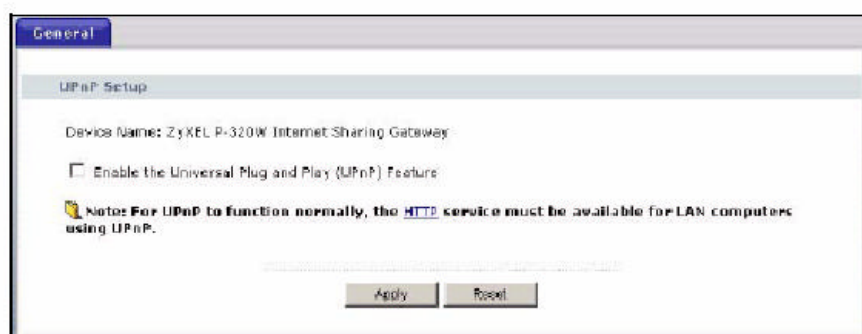 General
UPnP Setup
Device Name: ZyXEL P-320W Internet Sharing Gateway
Enable the Universal Plug and Play (UPnP) Feature
Note: For UPnP to function normally, the HTTP service must be available for LAN computers
using UPnP.
Apply Reset